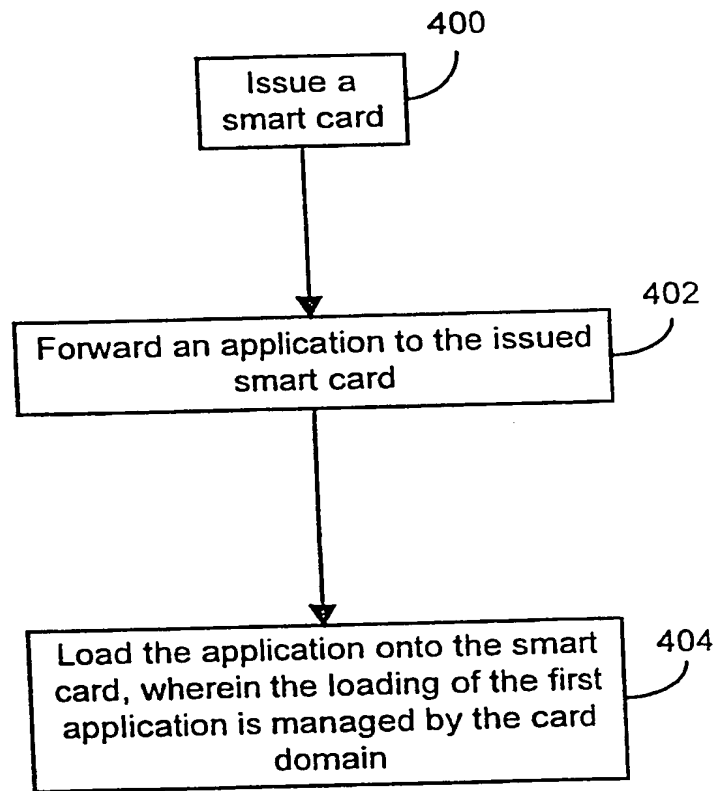 400
Issue a
smart card
402
Forward an application to the issued
smart card
404
Load the application onto the smart
card, wherein the loading of the first
application is managed by the card
domain